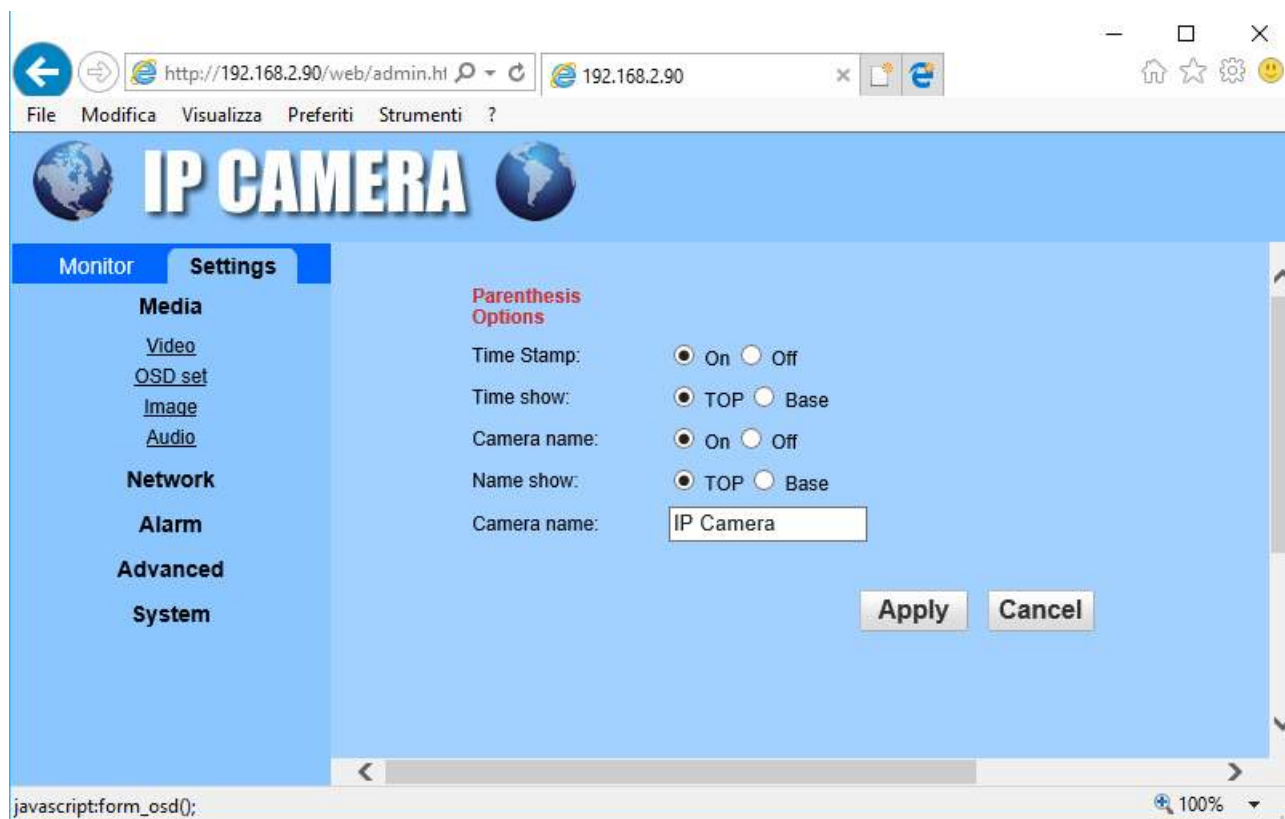 http://192.168.2.90/web/admin.ht
192.168.2.90
File Modifica Visualizza Preferiti Strumenti ?
IP CAMERA
Monitor Settings
Media
Video
OSD set
Image
Audio
Network
Alarm
Advanced
System
Parenthesis
Options
Time Stamp: On Off
Time show: TOP Base
Camera name: On Off
Name show: TOP Base
Camera name: IP Camera
Apply Cancel
javascript:form_osd();
100%